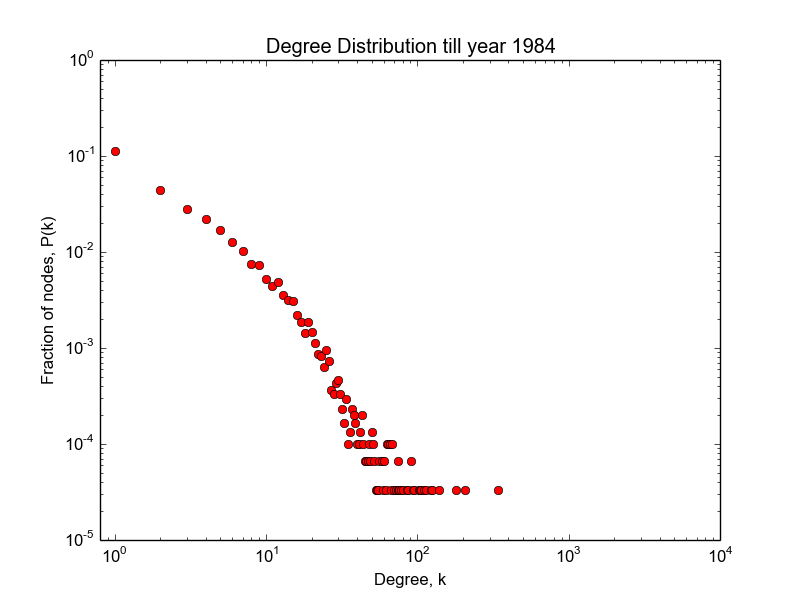 Degree Distribution till year 1984
Fraction of nodes, P(k)
10^0
10^-1
10^-2
10^-3
10^-4
10^-5
10^0 10^1 10^2 10^3 10^4
Degree, k